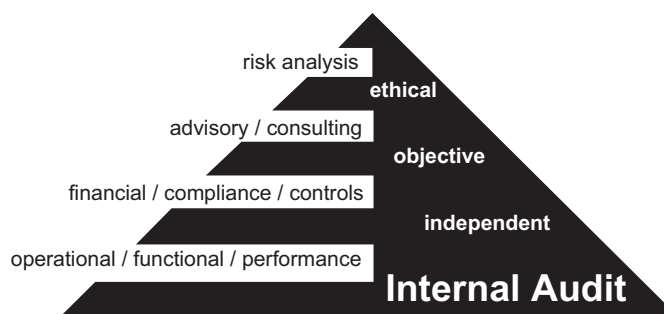 risk analysis
ethical
advisory / consulting
objective
financial / compliance / controls
independent
operational / functional / performance
Internal Audit